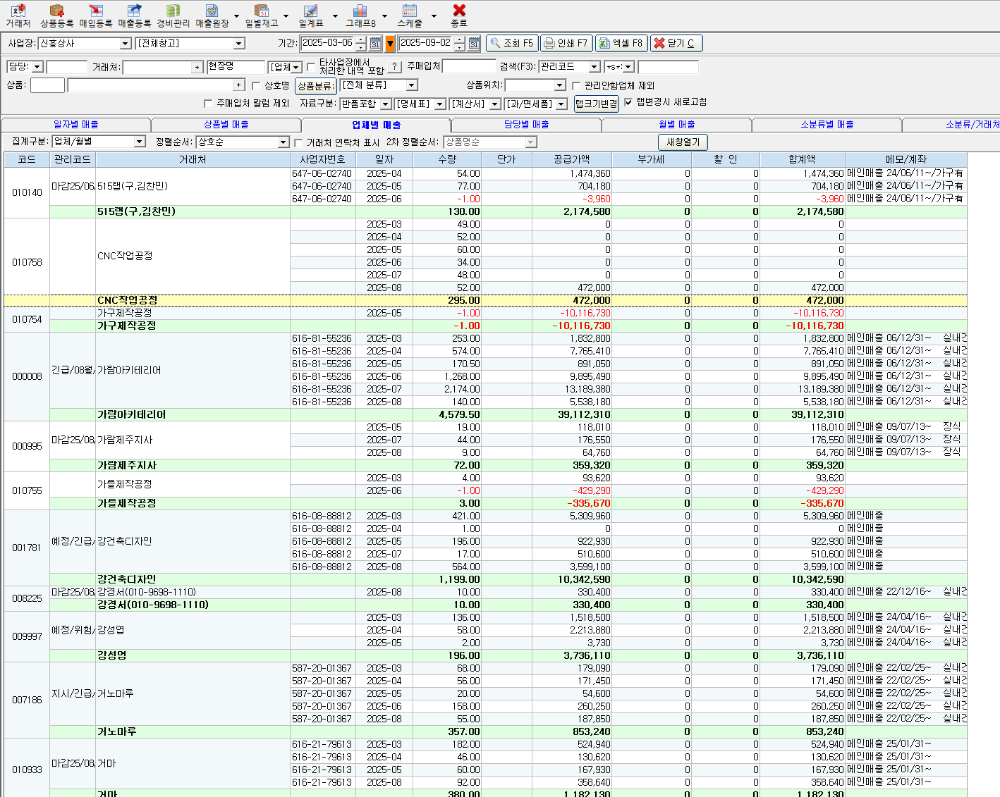 거래처 상품등록 매입등록 매출등록 경비관리 매출원장 일별재고 일계표 그래프B 스케줄 종료
사업장: 신흥상사 [전체창고] 기간: 2025-03-06 2025-09-02 조회 F5 인쇄 F7 엑셀 F8 닫기 C
담당: 거래처: + 현장명 [업체 타사업장에서 처리한 내역 포함 ? 주매입처 검색(F3): 관리코드 *s*:
상품: + 상호명 상품분류: [전체 분류] 상품위치: 관리안함업체 제외
주매입처 칼럼 제외 자료구분: 반품포함 [명세표] [계산서] [과/면세품] 탭크기변경 탭변경시 새로고침
일자별 매출 상품별 매출 업체별 매출 담당별 매출 월별 매출 소분류별 매출 소분류/거래처
집계구분: 업체/월별 정렬순서: 상호순 거래처 연락처 표시 2차 정렬순서: 상품명순 새창열기
코드 관리코드 거래처 사업자번호 일자 수량 단가 공급가액 부가세 할 인 합계액 메모/계좌
647-06-02740 2025-04 54.00 1,474,360 0 0 1,474,360 메인매출 24/06/11~/가구有
010140 마감25/06, 515랩(구,김찬민) 647-06-02740 2025-05 77.00 704,180 0 0 704,180 메인매출 24/06/11~/가구有
647-06-02740 2025-06 -1.00 -3,960 0 0 -3,960 메인매출 24/06/11~/가구有
515랩(구,김찬민) 130.00 2,174,580 0 0 2,174,580
2025-03 49.00 0 0 0 0
2025-04 52.00 0 0 0 0
2025-05 60.00 0 0 0 0
010758 CNC작업공정 2025-06 34.00 0 0 0 0
2025-07 48.00 0 0 0 0
2025-08 52.00 472,000 0 0 472,000
CNC작업공정 295.00 472,000 0 0 472,000
010754 가구제작공정 2025-05 -1.00 -10,116,730 0 0 -10,116,730
가구제작공정 -1.00 -10,116,730 0 0 -10,116,730
616-81-55236 2025-03 253.00 1,832,800 0 0 1,832,800 메인매출 06/12/31~ 실내건
616-81-55236 2025-04 574.00 7,765,410 0 0 7,765,410 메인매출 06/12/31~ 실내건
000008 긴급/08월/ 가람아키테리어 616-81-55236 2025-05 170.50 891,050 0 0 891,050 메인매출 06/12/31~ 실내건
616-81-55236 2025-06 1,268.00 9,895,490 0 0 9,895,490 메인매출 06/12/31~ 실내건
616-81-55236 2025-07 2,174.00 13,189,380 0 0 13,189,380 메인매출 06/12/31~ 실내건
616-81-55236 2025-08 140.00 5,538,180 0 0 5,538,180 메인매출 06/12/31~ 실내건
가람아키테리어 4,579.50 39,112,310 0 0 39,112,310
2025-05 19.00 118,010 0 0 118,010 메인매출 09/07/13~ 장식
000995 마감25/08, 가람제주지사 2025-07 44.00 176,550 0 0 176,550 메인매출 09/07/13~ 장식
2025-08 9.00 64,760 0 0 64,760 메인매출 09/07/13~ 장식
가람제주지사 72.00 359,320 0 0 359,320
010755 가틀제작공정 2025-03 4.00 93,620 0 0 93,620
2025-06 -1.00 -429,290 0 0 -429,290
가틀제작공정 3.00 -335,670 0 0 -335,670
616-08-88812 2025-03 421.00 5,309,960 0 0 5,309,960 메인매출
616-08-88812 2025-04 1.00 0 0 0 0 메인매출
001781 예정/긴급/ 강건축디자인 616-08-88812 2025-05 196.00 922,930 0 0 922,930 메인매출
616-08-88812 2025-07 17.00 510,600 0 0 510,600 메인매출
616-08-88812 2025-08 564.00 3,599,100 0 0 3,599,100 메인매출
강건축디자인 1,199.00 10,342,590 0 0 10,342,590
008225 마감25/08, 강경서(010-9698-1110) 2025-08 10.00 330,400 0 0 330,400 메인매출 22/12/16~ 실내건
강경서(010-9698-1110) 10.00 330,400 0 0 330,400
2025-03 136.00 1,518,500 0 0 1,518,500 메인매출 24/04/16~ 실내건
009997 예정/위험/ 강성엽 2025-04 58.00 2,213,880 0 0 2,213,880 메인매출 24/04/16~ 실내건
2025-05 2.00 3,730 0 0 3,730 메인매출 24/04/16~ 실내건
강성엽 196.00 3,736,110 0 0 3,736,110
587-20-01367 2025-03 68.00 179,090 0 0 179,090 메인매출 22/02/25~ 실내건
587-20-01367 2025-04 56.00 171,450 0 0 171,450 메인매출 22/02/25~ 실내건
007186 지시/긴급/ 거노마루 587-20-01367 2025-05 20.00 54,600 0 0 54,600 메인매출 22/02/25~ 실내건
587-20-01367 2025-06 158.00 260,250 0 0 260,250 메인매출 22/02/25~ 실내건
587-20-01367 2025-08 55.00 187,850 0 0 187,850 메인매출 22/02/25~ 실내건
거노마루 357.00 853,240 0 0 853,240
616-21-79613 2025-03 182.00 524,940 0 0 524,940 메인매출 25/01/31~
616-21-79613 2025-04 46.00 130,620 0 0 130,620 메인매출 25/01/31~
010933 마감25/08, 거마 616-21-79613 2025-05 60.00 167,930 0 0 167,930 메인매출 25/01/31~
616-21-79613 2025-08 92.00 358,640 0 0 358,640 메인매출 25/01/31~
거마 380.00 1,182,130 0 0 1,182,130